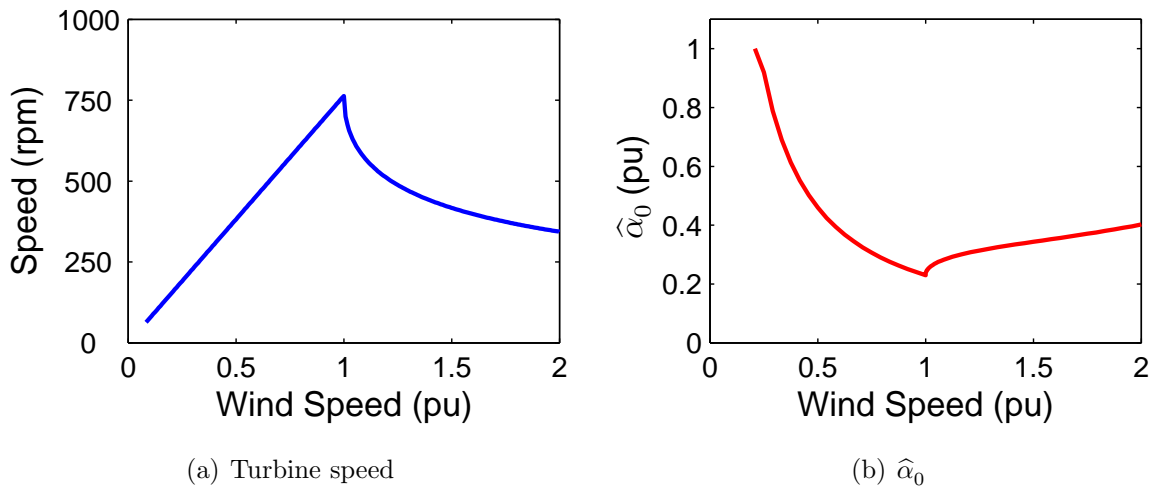 1000
750
500
250
0
Speed (rpm)
0 0.5 1 1.5 2
Wind Speed (pu)
(a) Turbine speed
1
0.8
0.6
0.4
0.2
0
α̂₀ (pu)
0 0.5 1 1.5 2
Wind Speed (pu)
(b) α̂₀